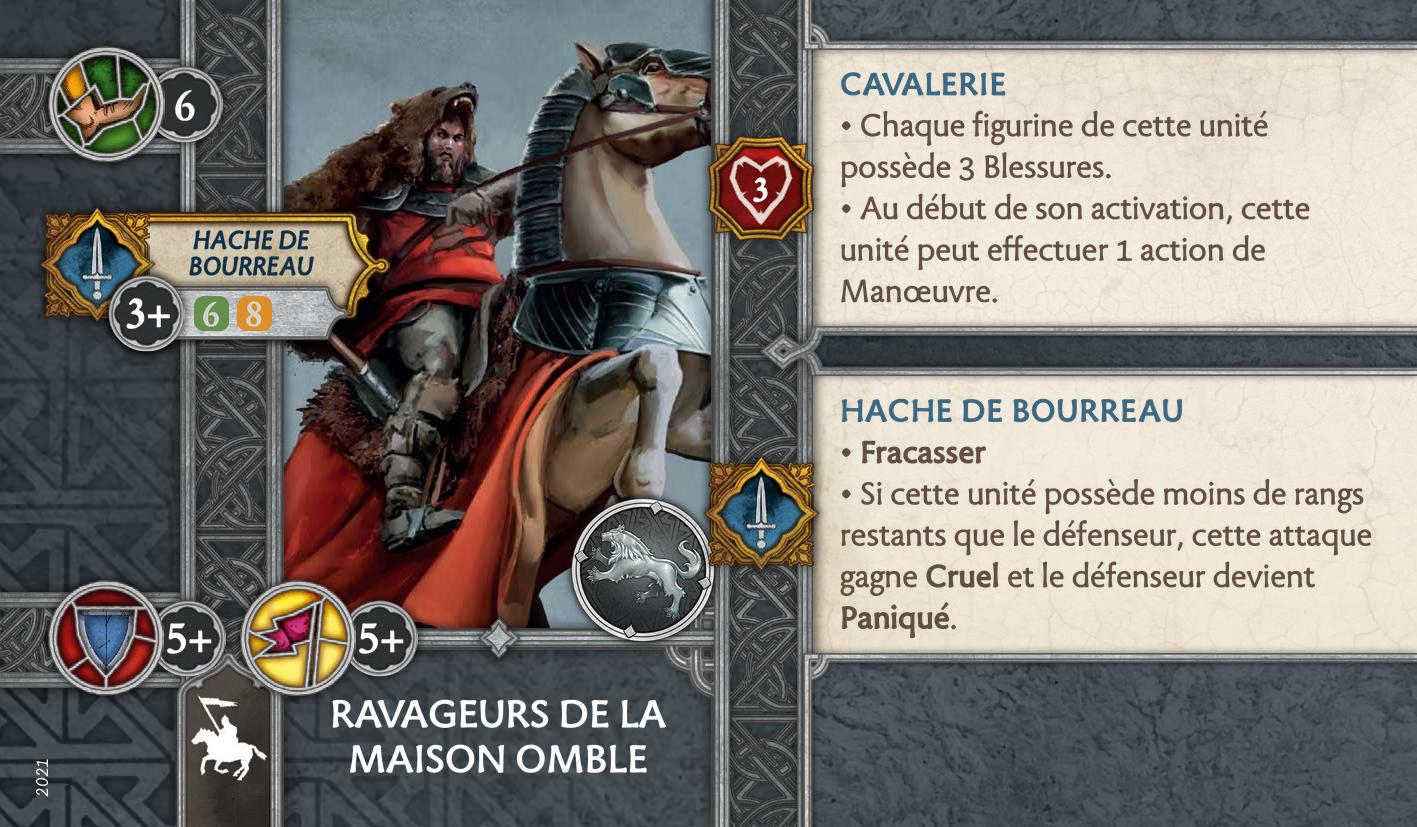 6
HACHE DE
BOURREAU
3+ 6 8
5+ 5+
RAVAGEURS DE LA
MAISON OMBLE
2021
3
CAVALERIE
• Chaque figurine de cette unité
possède 3 Blessures.
• Au début de son activation, cette
unité peut effectuer 1 action de
Manœuvre.
HACHE DE BOURREAU
• Fracasser
• Si cette unité possède moins de rangs
restants que le défenseur, cette attaque
gagne Cruel et le défenseur devient
Paniqué.